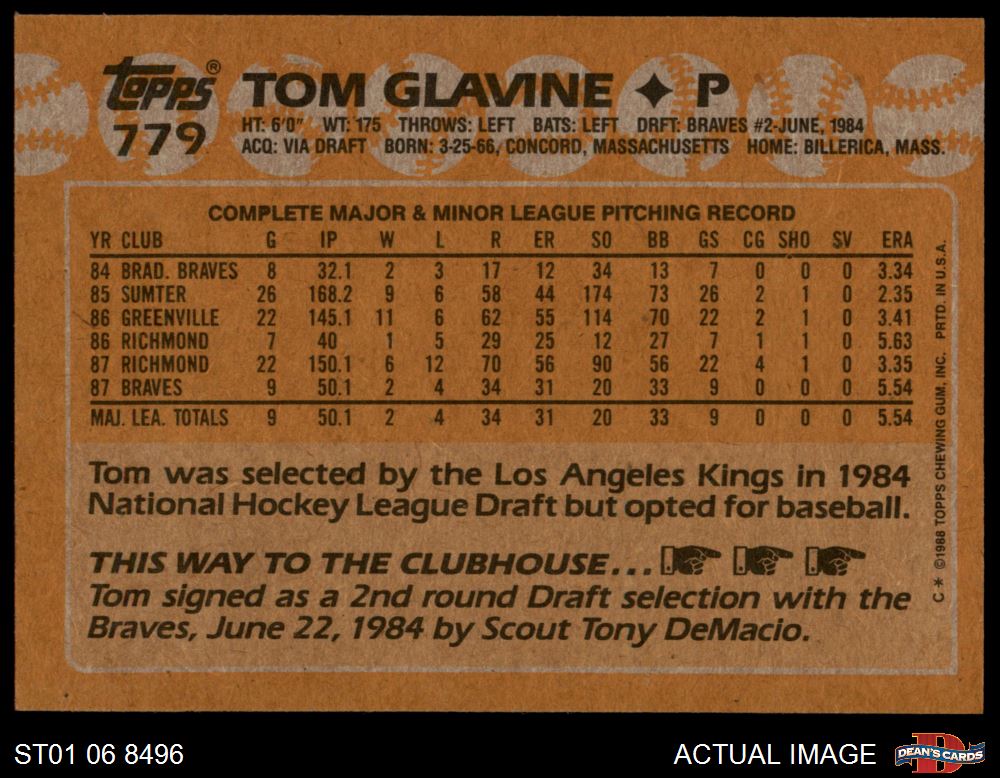 topps® TOM GLAVINE ✦ P
779 HT: 6'0" WT: 175 THROWS: LEFT BATS: LEFT DRFT: BRAVES #2-JUNE, 1984
ACQ: VIA DRAFT BORN: 3-25-66, CONCORD, MASSACHUSETTS HOME: BILLERICA, MASS.
COMPLETE MAJOR & MINOR LEAGUE PITCHING RECORD
YR CLUB G IP W L R ER SO BB GS CG SHO SV ERA
84 BRAD. BRAVES 8 32.1 2 3 17 12 34 13 7 0 0 0 3.34
85 SUMTER 26 168.2 9 6 58 44 174 73 26 2 1 0 2.35
86 GREENVILLE 22 145.1 11 6 62 55 114 70 22 2 1 0 3.41
86 RICHMOND 7 40 1 5 29 25 12 27 7 1 1 0 5.63
87 RICHMOND 22 150.1 6 12 70 56 90 56 22 4 1 0 3.35
87 BRAVES 9 50.1 2 4 34 31 20 33 9 0 0 0 5.54
MAJ. LEA. TOTALS 9 50.1 2 4 34 31 20 33 9 0 0 0 5.54
Tom was selected by the Los Angeles Kings in 1984
National Hockey League Draft but opted for baseball.
THIS WAY TO THE CLUBHOUSE...
Tom signed as a 2nd round Draft selection with the
Braves, June 22, 1984 by Scout Tony DeMacio.
C* ©1988 TOPPS CHEWING GUM, INC. PRTD. IN U.S.A.
ST01 06 8496
ACTUAL IMAGE
D
DEAN'S CARDS